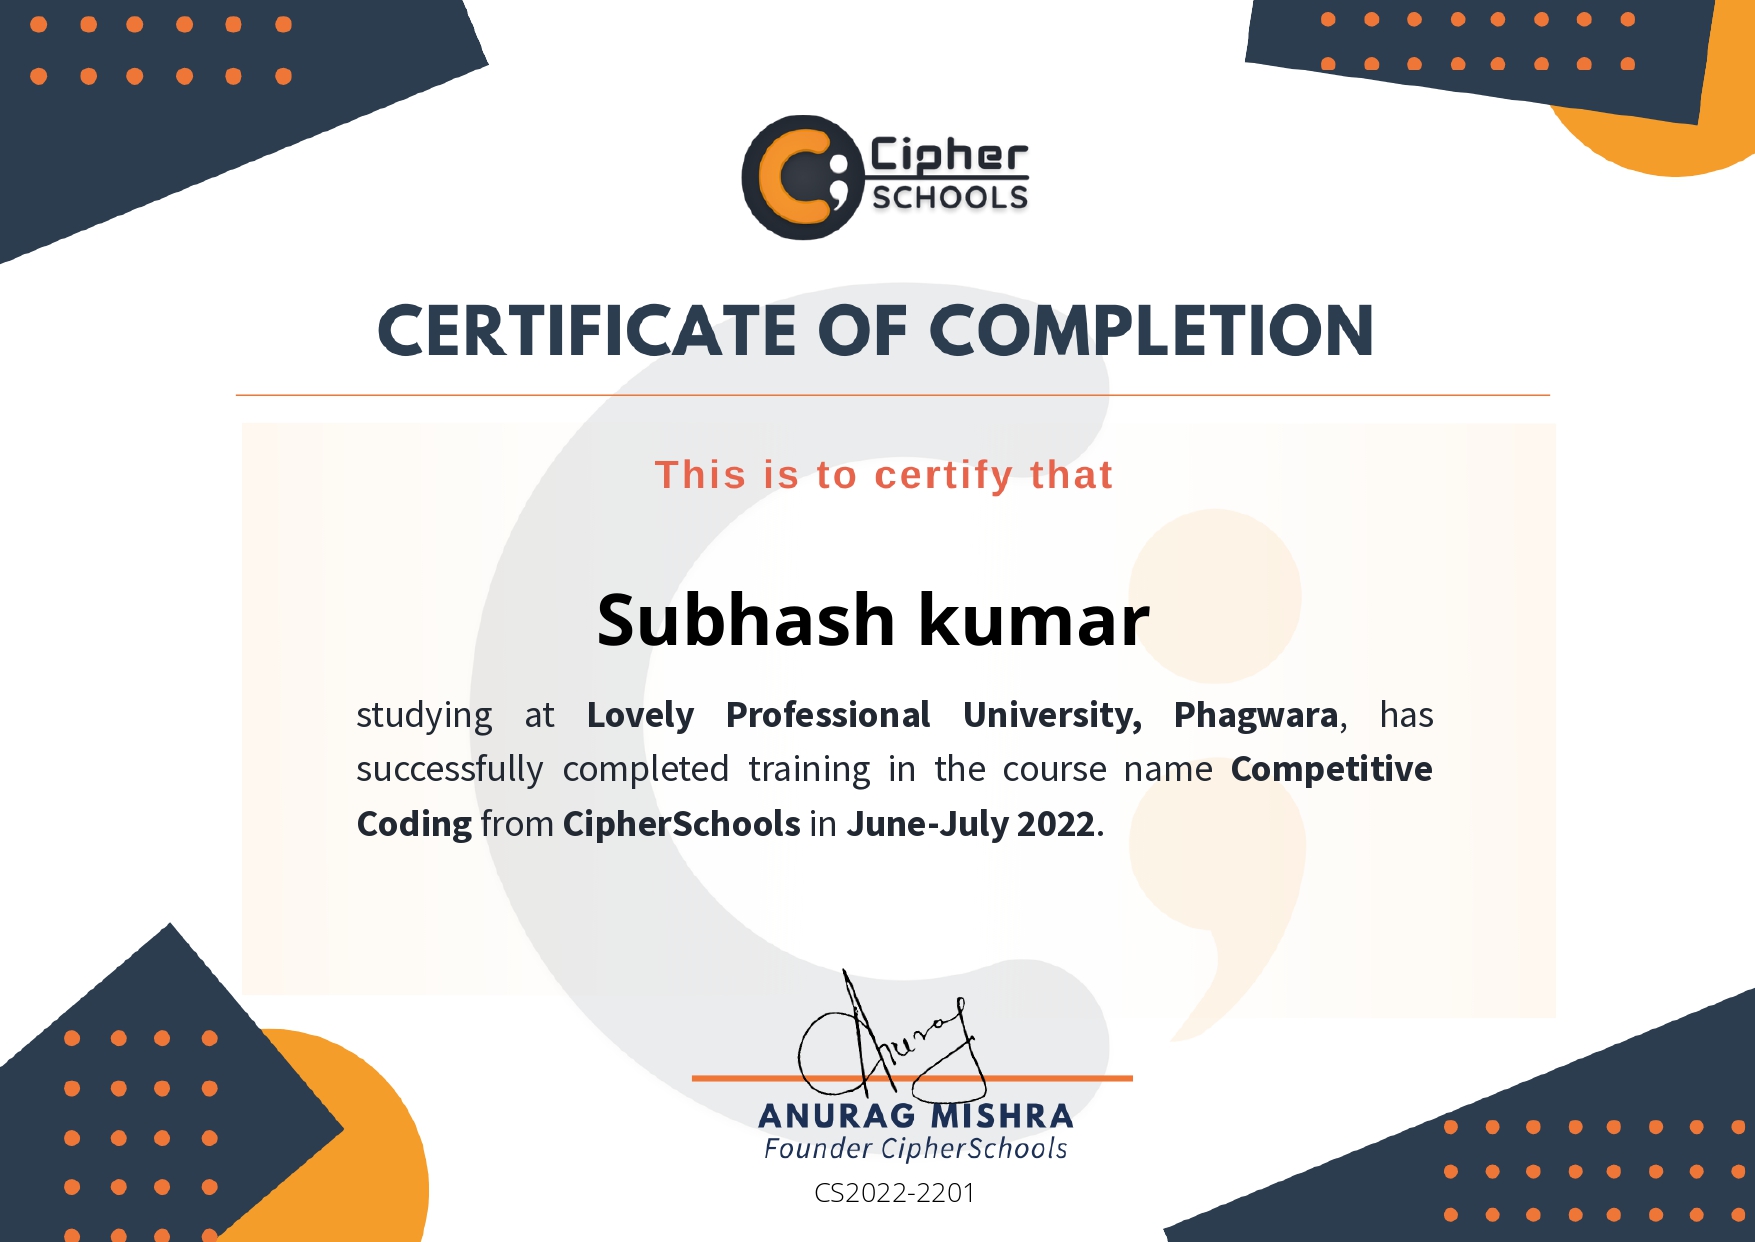 Cipher
SCHOOLS
CERTIFICATE OF COMPLETION
This is to certify that
Subhash kumar
studying at Lovely Professional University, Phagwara, has
successfully completed training in the course name Competitive
Coding from CipherSchools in June-July 2022.
Anurag
ANURAG MISHRA
Founder CipherSchools
CS2022-2201